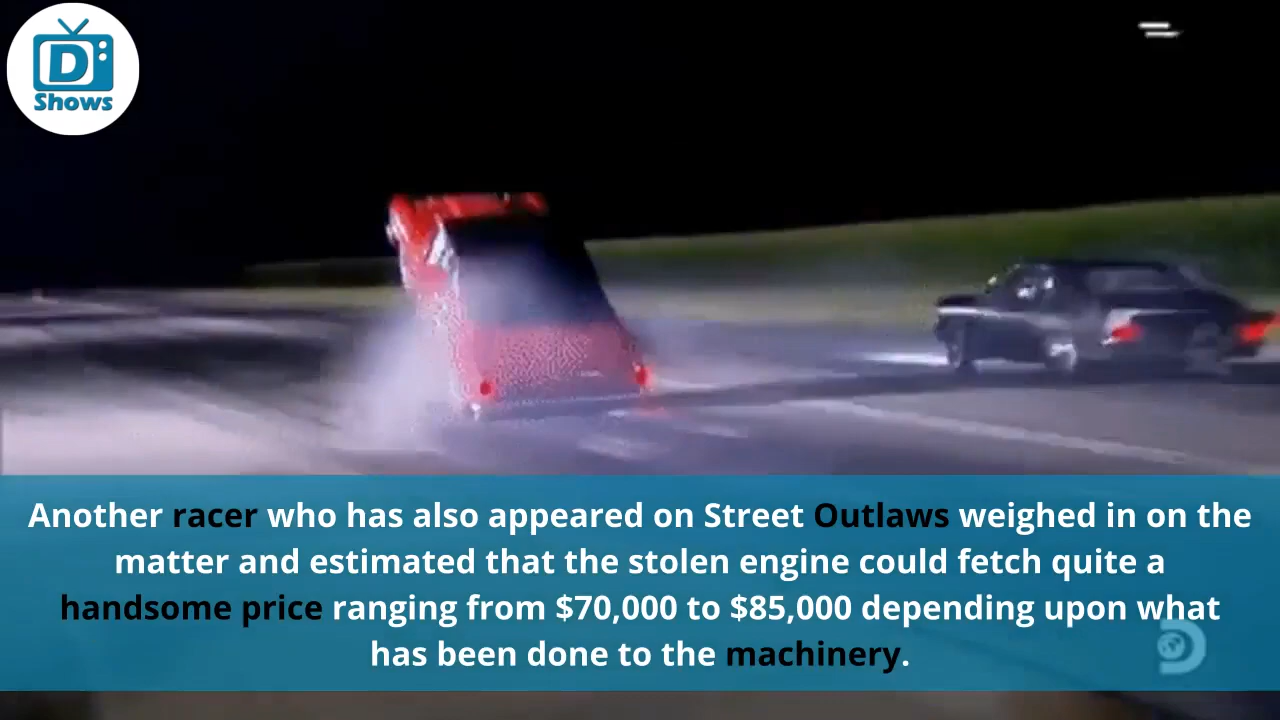 D
Shows
Another racer who has also appeared on Street Outlaws weighed in on the
matter and estimated that the stolen engine could fetch quite a
handsome price ranging from $70,000 to $85,000 depending upon what
has been done to the machinery.